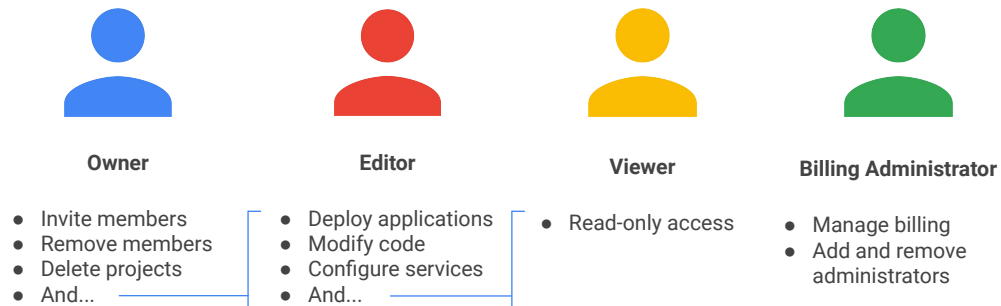 Owner
● Invite members
● Remove members
● Delete projects
● And...
Editor
● Deploy applications
● Modify code
● Configure services
● And...
Viewer
● Read-only access
Billing Administrator
● Manage billing
● Add and remove
administrators